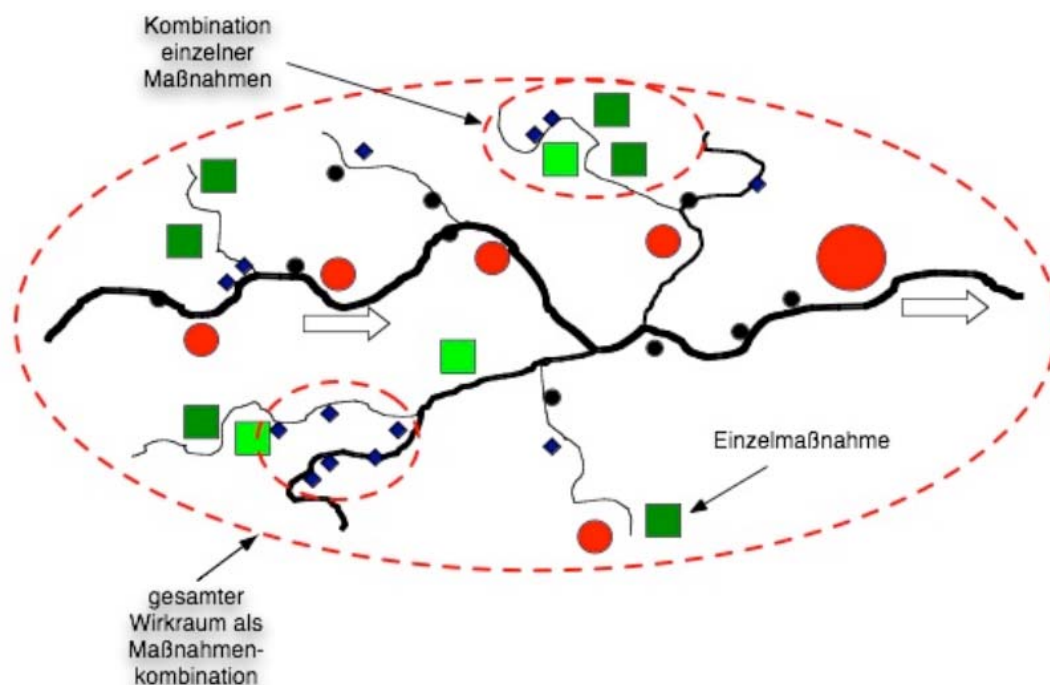 Kombination
einzelner
Maßnahmen
Einzelmaßnahme
gesamter
Wirkraum als
Maßnahmen-
kombination